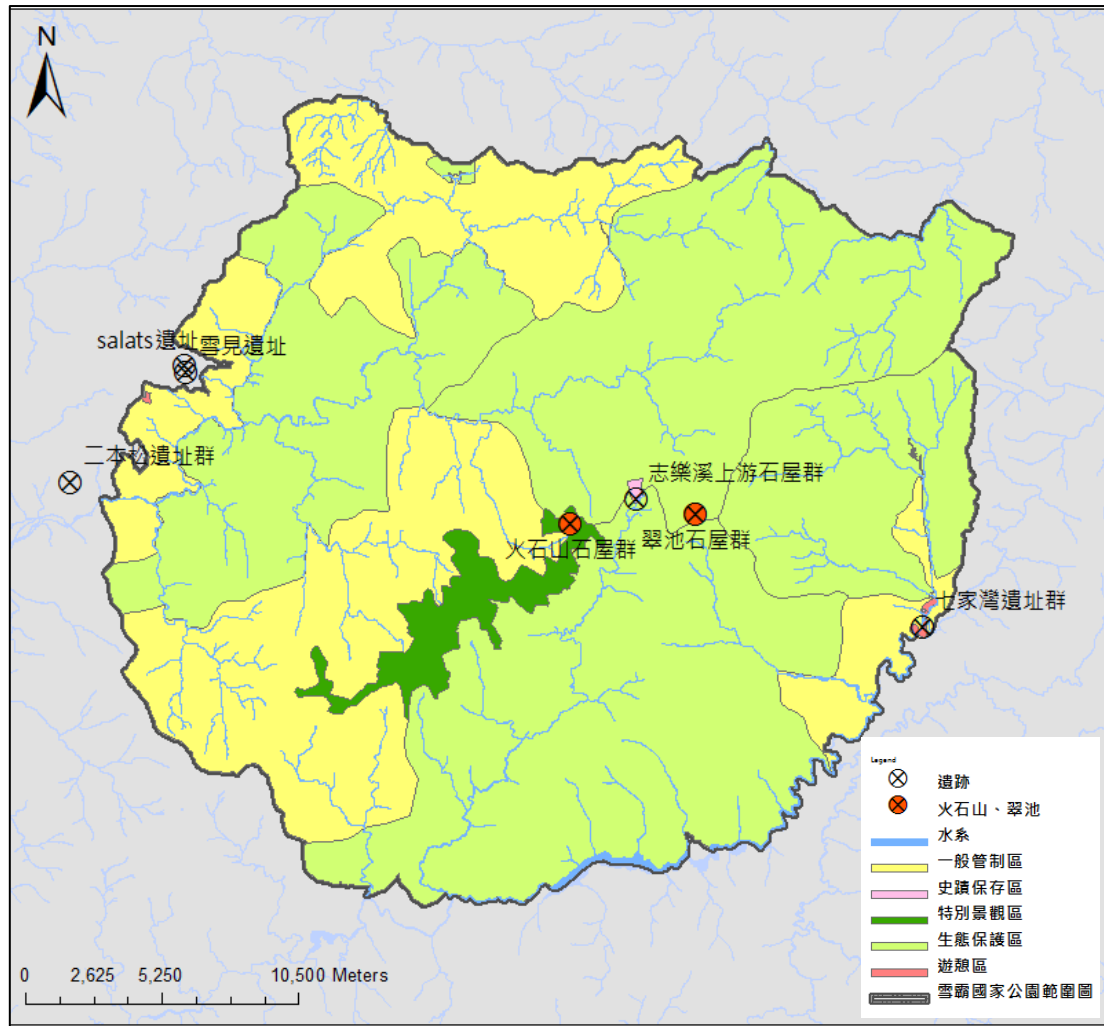 N
salats遺址
雪見遺址
二本松遺址群
志樂溪上游石屋群
翠池石屋群
火石山石屋群
七家灣遺址群
Legend
遺跡
火石山、翠池
水系
一般管制區
史蹟保存區
特別景觀區
生態保護區
遊憩區
雪霸國家公園範圍圖
0 2,625 5,250 10,500 Meters